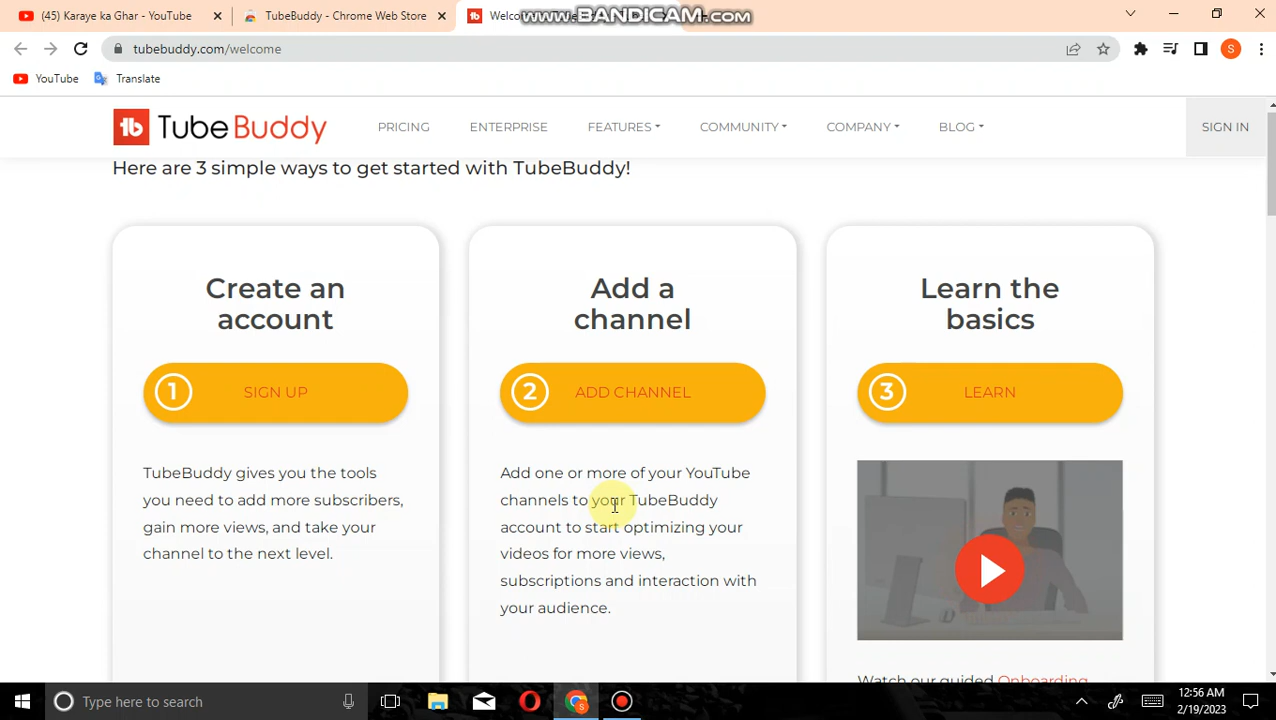 (45) Karaye ka Ghar - YouTube
TubeBuddy - Chrome Web Store
www.BANDICAM.com
tubebuddy.com/welcome
S
YouTube
Translate
tb TubeBuddy
PRICING
ENTERPRISE
FEATURES
COMMUNITY
COMPANY
BLOG
SIGN IN
Here are 3 simple ways to get started with TubeBuddy!
Create an
account
1 SIGN UP
TubeBuddy gives you the tools
you need to add more subscribers,
gain more views, and take your
channel to the next level.
Add a
channel
2 ADD CHANNEL
Add one or more of your YouTube
channels to your TubeBuddy
account to start optimizing your
videos for more views,
subscriptions and interaction with
your audience.
Learn the
basics
3 LEARN
Watch our guided Onboarding
Type here to search
S
12:56 AM
2/19/2023